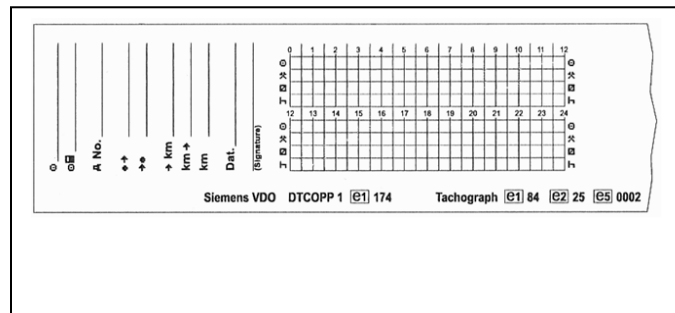 A No.
→ km
km →
km
Dat.
(Signature)
0 1 2 3 4 5 6 7 8 9 10 11 12
12 13 14 15 16 17 18 19 20 21 22 23 24
Siemens VDO DTCOPP 1 e1 174 Tachograph e1 84 e2 25 e5 0002